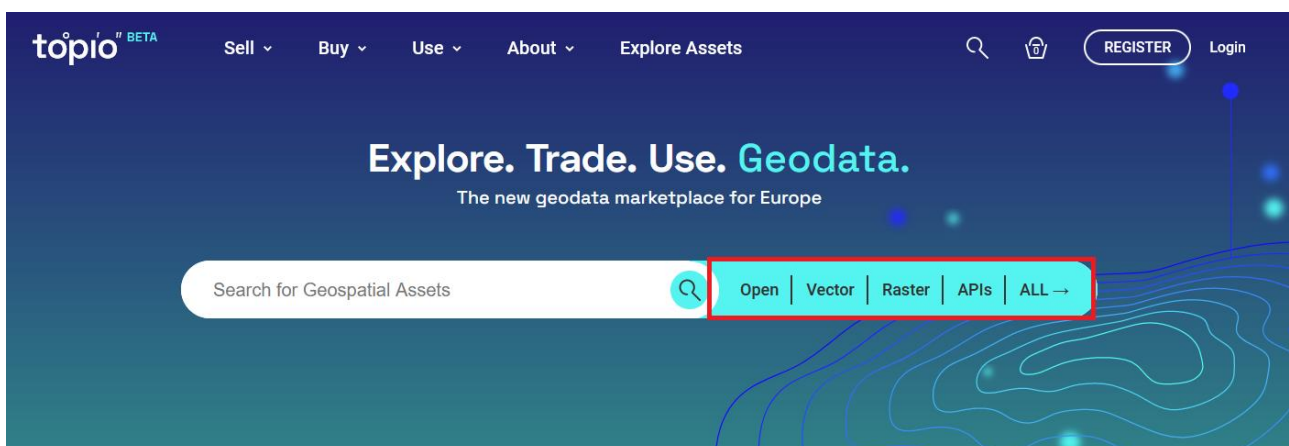 topio BETA
Sell Buy Use About Explore Assets 0 REGISTER Login
Explore. Trade. Use. Geodata.
The new geodata marketplace for Europe
Search for Geospatial Assets Open | Vector | Raster | APIs | ALL →